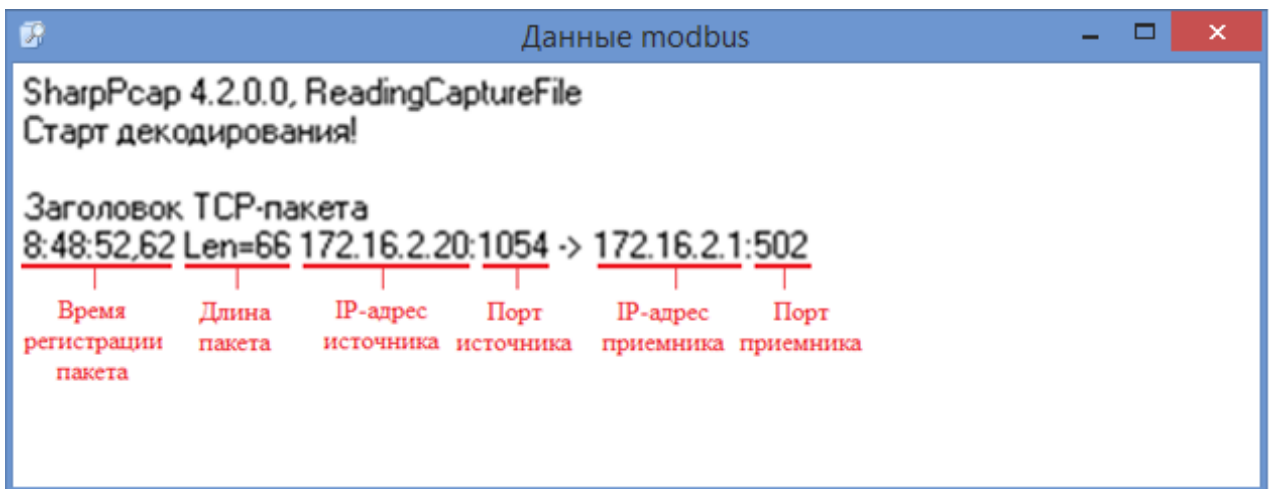 Данные modbus
SharpPcap 4.2.0.0, ReadingCaptureFile
Старт декодирования!
Заголовок TCP-пакета
8:48:52,62 Len=66 172.16.2.20:1054 -> 172.16.2.1:502
Время регистрации пакета
Длина пакета
IP-адрес источника
Порт источника
IP-адрес приемника
Порт приемника